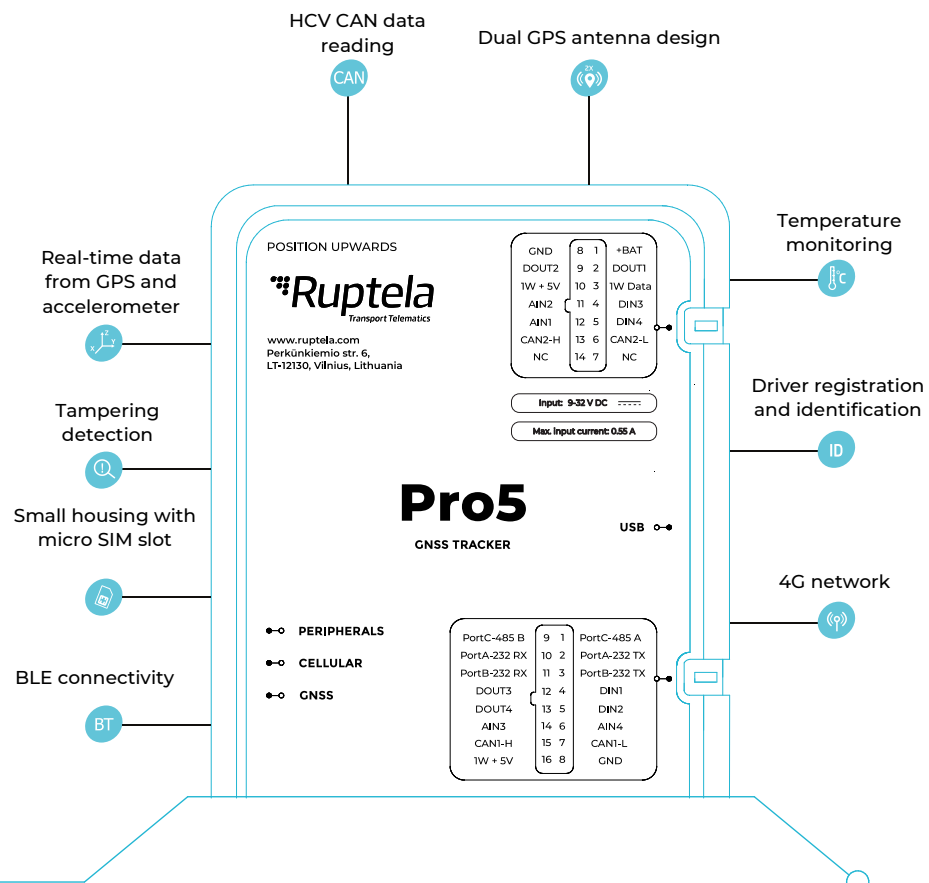 HCV CAN data
reading
CAN
Dual GPS antenna design
2X
Real-time data
from GPS and
accelerometer
X Z Y
Tampering
detection
Small housing with
micro SIM slot
BLE connectivity
BT
Temperature
monitoring
°C
Driver registration
and identification
ID
4G network
POSITION UPWARDS
Ruptela
Transport Telematics
www.ruptela.com
Perkūnkiemio str. 6,
LT-12130, Vilnius, Lithuania
GND 8 1 +BAT
DOUT2 9 2 DOUT1
1W + 5V 10 3 1W Data
AIN2 11 4 DIN3
AIN1 12 5 DIN4
CAN2-H 13 6 CAN2-L
NC 14 7 NC
Input: 9-32 V DC
Max. input current: 0.55 A
Pro5
GNSS TRACKER
USB
PERIPHERALS
CELLULAR
GNSS
PortC-485 B 9 1 PortC-485 A
PortA-232 RX 10 2 PortA-232 TX
PortB-232 RX 11 3 PortB-232 TX
DOUT3 12 4 DIN1
DOUT4 13 5 DIN2
AIN3 14 6 AIN4
CAN1-H 15 7 CAN1-L
1W + 5V 16 8 GND